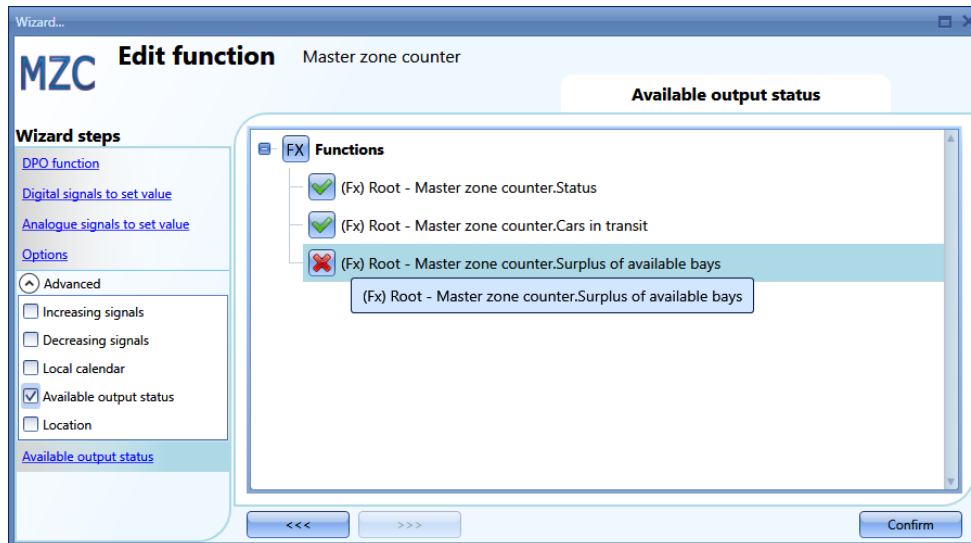 Wizard...
MZC
Edit function
Master zone counter
Available output status
Wizard steps
DPO function
Digital signals to set value
Analogue signals to set value
Options
Advanced
Increasing signals
Decreasing signals
Local calendar
Available output status
Location
Available output status
FX Functions
(Fx) Root - Master zone counter.Status
(Fx) Root - Master zone counter.Cars in transit
(Fx) Root - Master zone counter.Surplus of available bays
(Fx) Root - Master zone counter.Surplus of available bays
<<<
>>>
Confirm